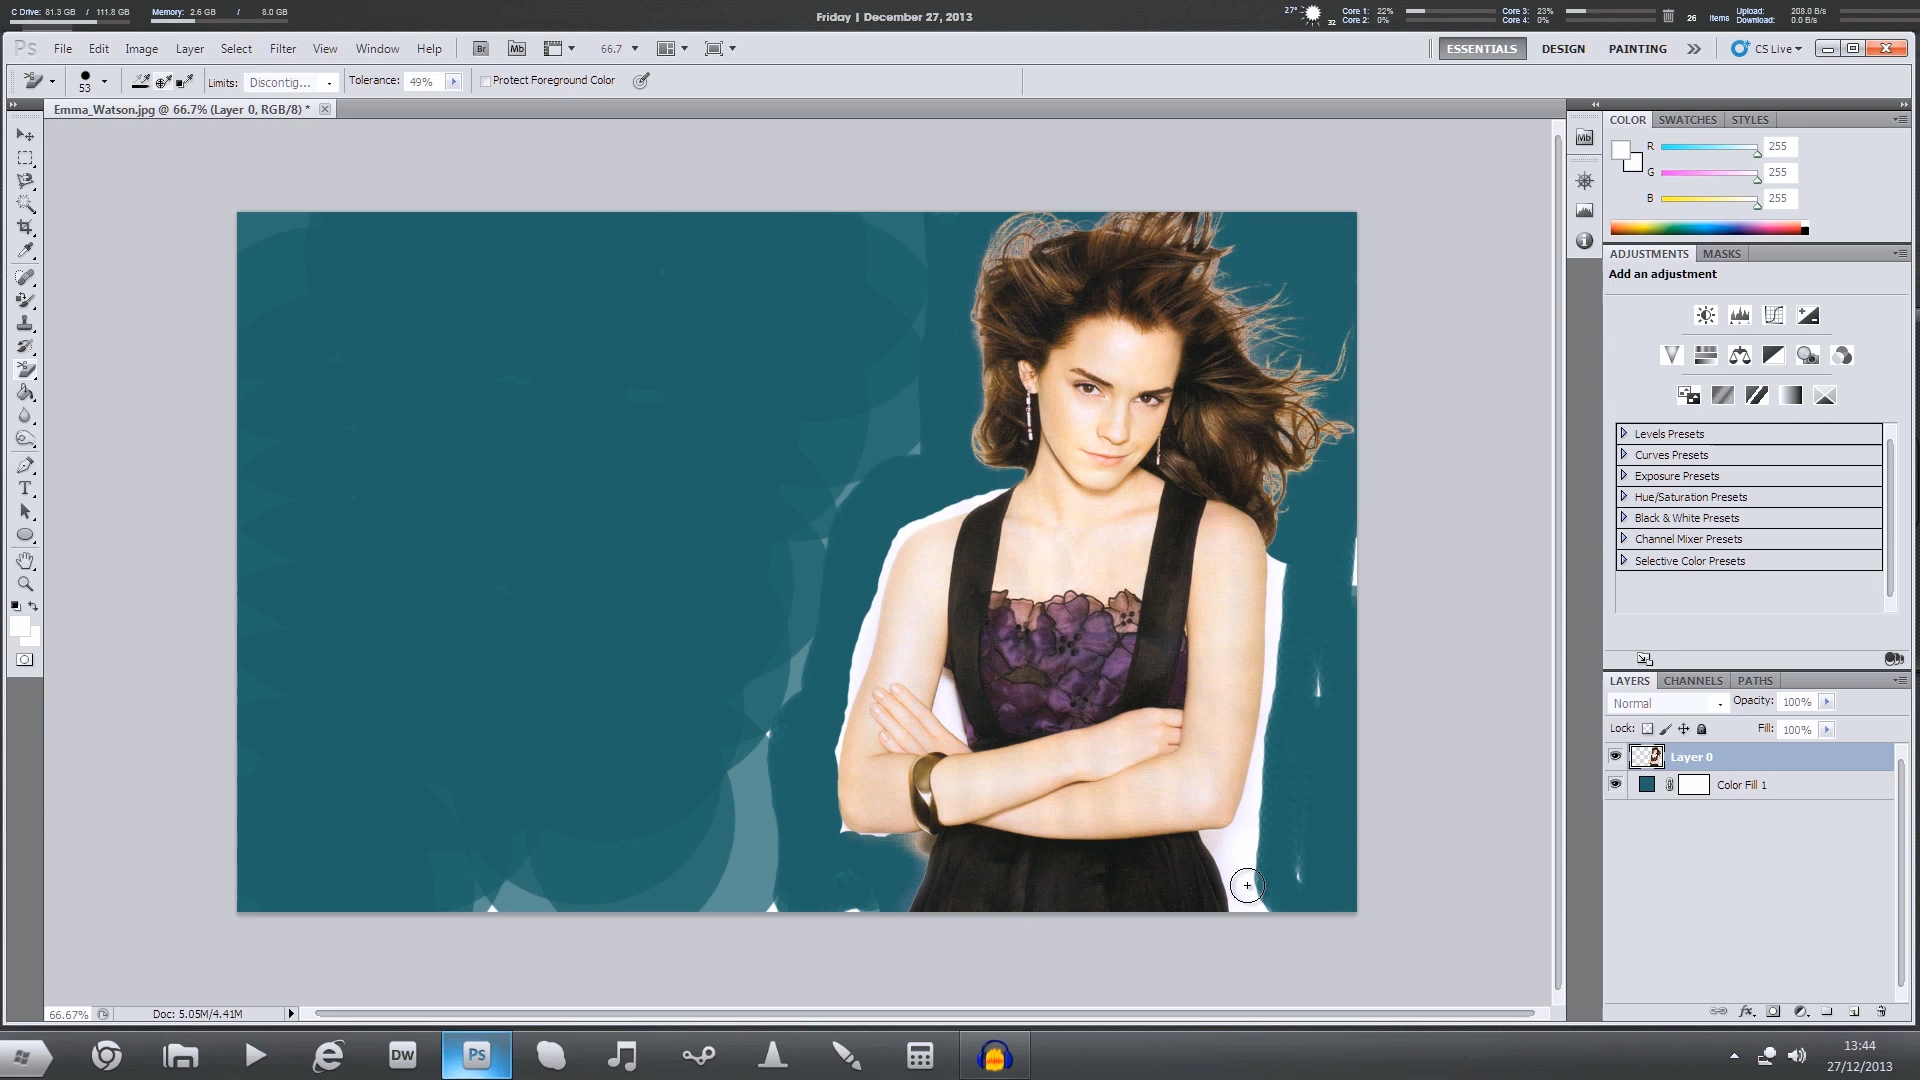 C Drive: 81.3 GB / 111.8 GB Memory: 2.6 GB / 8.0 GB
Friday | December 27, 2013
27° 32 Core 1: 22% Core 3: 23% 26 Items Upload: 208.0 B/s
Core 2: 0% Core 4: 0% Download: 0.0 B/s
Ps File Edit Image Layer Select Filter View Window Help Br Mb 66.7 ESSENTIALS DESIGN PAINTING CS Live
53 Limits: Discontig... Tolerance: 49% Protect Foreground Color
Emma_Watson.jpg @ 66.7% (Layer 0, RGB/8) *
Mb
COLOR SWATCHES STYLES
R 255
G 255
B 255
ADJUSTMENTS MASKS
Add an adjustment
Levels Presets
Curves Presets
Exposure Presets
Hue/Saturation Presets
Black & White Presets
Channel Mixer Presets
Selective Color Presets
LAYERS CHANNELS PATHS
Normal Opacity: 100%
Lock: Fill: 100%
Layer 0
Color Fill 1
fx
66.67% Doc: 5.05M/4.41M
DW PS
13:44
27/12/2013